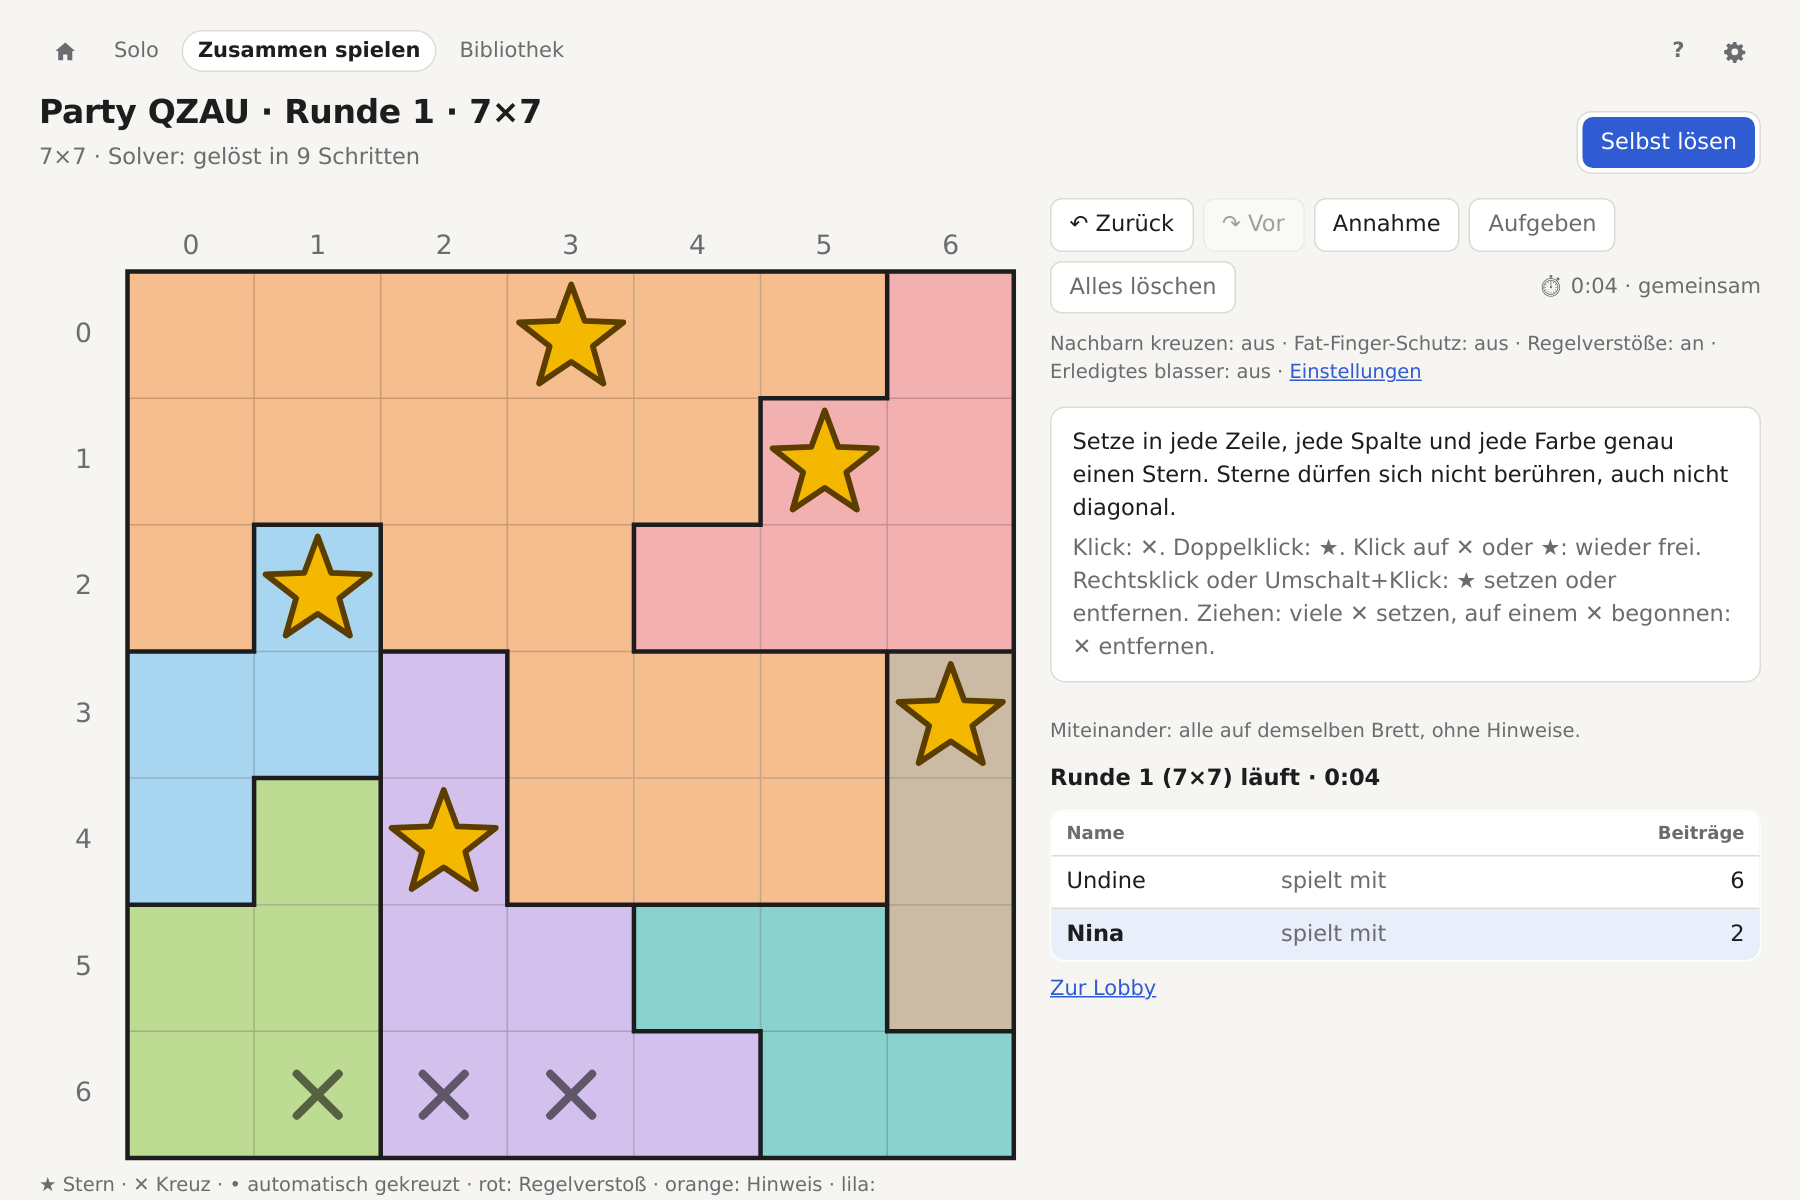 Solo Zusammen spielen Bibliothek ?
Party QZAU · Runde 1 · 7×7
7×7 · Solver: gelöst in 9 Schritten
Selbst lösen
↶ Zurück ↷ Vor Annahme Aufgeben
Alles löschen ⏱ 0:04 · gemeinsam
Nachbarn kreuzen: aus · Fat-Finger-Schutz: aus · Regelverstöße: an ·
Erledigtes blasser: aus · Einstellungen
Setze in jede Zeile, jede Spalte und jede Farbe genau
einen Stern. Sterne dürfen sich nicht berühren, auch nicht
diagonal.
Klick: ✕. Doppelklick: ★. Klick auf ✕ oder ★: wieder frei.
Rechtsklick oder Umschalt+Klick: ★ setzen oder
entfernen. Ziehen: viele ✕ setzen, auf einem ✕ begonnen:
✕ entfernen.
Miteinander: alle auf demselben Brett, ohne Hinweise.
Runde 1 (7×7) läuft · 0:04
Name Beiträge
Undine spielt mit 6
Nina spielt mit 2
Zur Lobby
0 1 2 3 4 5 6
0
1
2
3
4
5
6
★ Stern · ✕ Kreuz · • automatisch gekreuzt · rot: Regelverstoß · orange: Hinweis · lila: